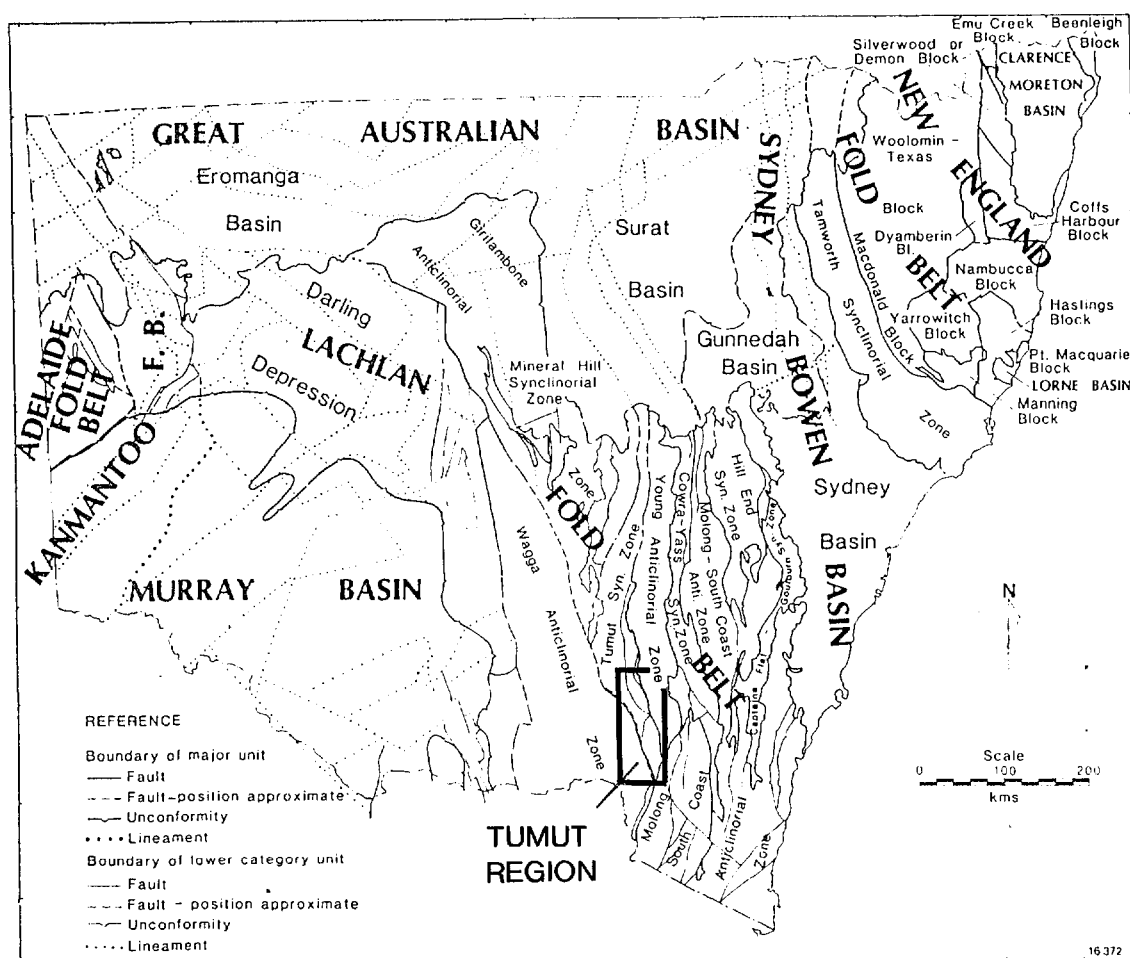 Emu Creek Block
Beenleigh Block
Silverwood or Demon Block
CLARENCE MORETON BASIN
GREAT AUSTRALIAN BASIN
SYDNEY BOWEN BASIN
NEW ENGLAND FOLD BELT
Woolomin-Texas Block
Eromanga Basin
Surat Basin
Girilambone Anticlinorial Zone
Tamworth Synclinorial Zone
Macdonald Block
Coffs Harbour Block
Dyamberin Bl.
Nambucca Block
Hastings Block
Yarrowitch Block
Pt. Macquarie Block
LORNE BASIN
Manning Block
Darling Depression
LACHLAN FOLD BELT
Gunnedah Basin
Mineral Hill Synclinorial Zone
ADELAIDE FOLD BELT
KANMANTOO F. B.
Sydney Basin
MURRAY BASIN
Wagga Anticlinorial Zone
Tumut Syn. Zone
Young Anticlinorial Zone
Cowra-Yass Syn. Zone
Molong-South Coast Anti. Zone
Hill End Syn. Zone
Captains Flat Goulburn Syn. Zone
Molong South Coast Anticlinorial Zone
TUMUT REGION
N
Scale
0 100 200
kms
REFERENCE
Boundary of major unit
Fault
Fault-position approximate
Unconformity
Lineament
Boundary of lower category unit
Fault
Fault - position approximate
Unconformity
Lineament
16 372